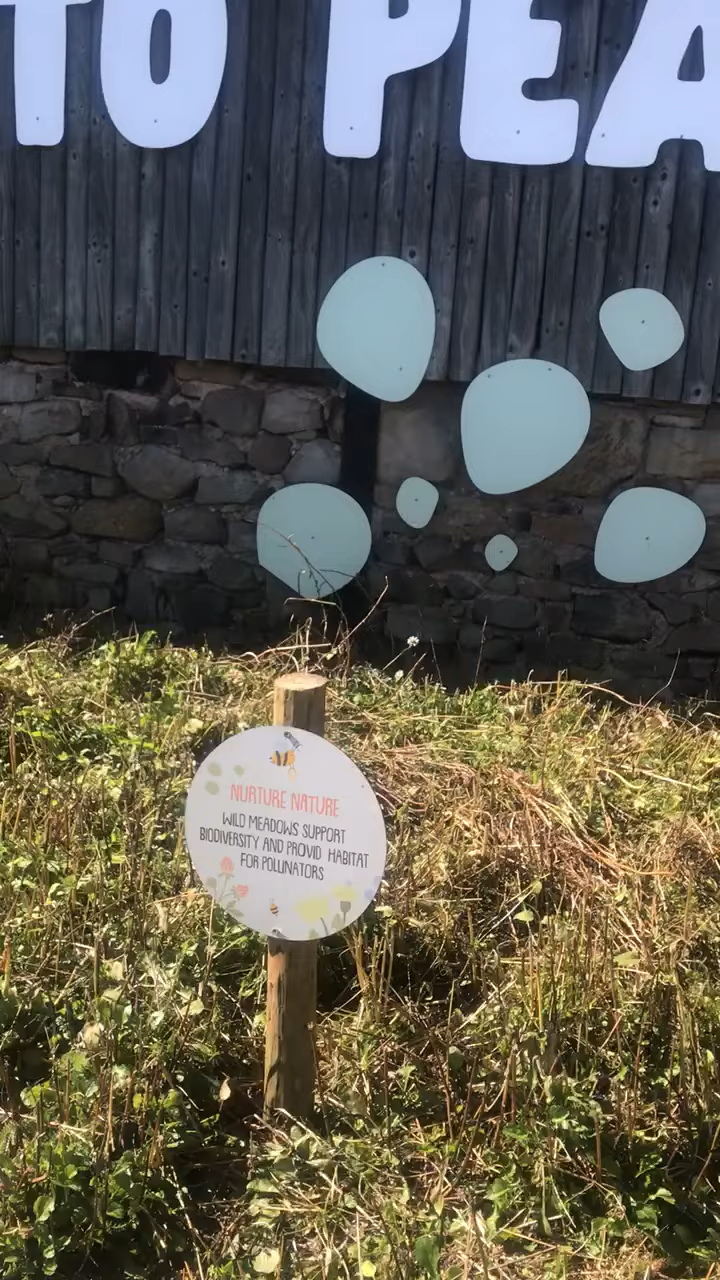 TO PEA
NURTURE NATURE
WILD MEADOWS SUPPORT
BIODIVERSITY AND PROVID HABITAT
FOR POLLINATORS